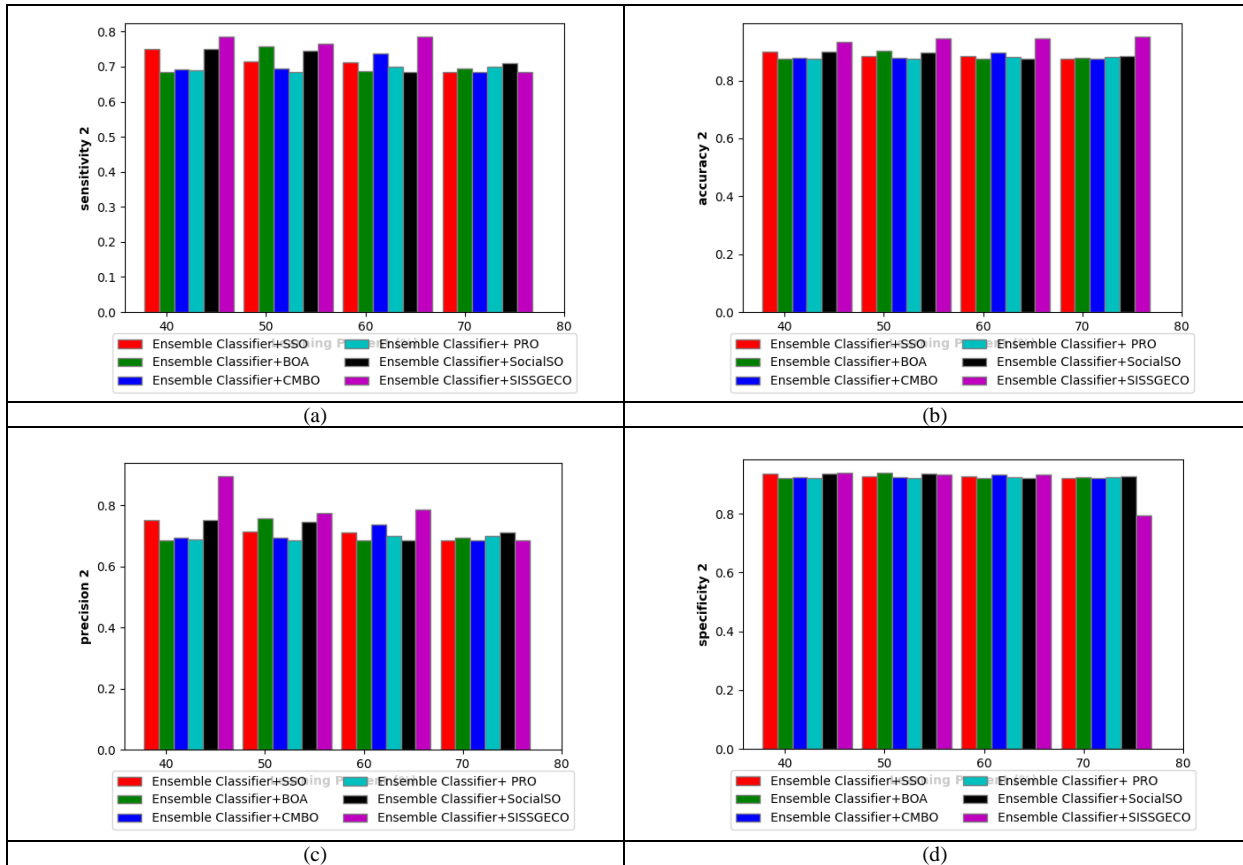 sensitivity 2
0.8
0.7
0.6
0.5
0.4
0.3
0.2
0.1
0.0
40 50 60 70 80
Ensemble Classifier+SSO
Ensemble Classifier+BOA
Ensemble Classifier+CMBO
Ensemble Classifier+ PRO
Ensemble Classifier+SocialSO
Ensemble Classifier+SISSGECO
(a)
accuracy 2
0.8
0.6
0.4
0.2
0.0
40 50 60 70 80
Ensemble Classifier+SSO
Ensemble Classifier+BOA
Ensemble Classifier+CMBO
Ensemble Classifier+ PRO
Ensemble Classifier+SocialSO
Ensemble Classifier+SISSGECO
(b)
precision 2
0.8
0.6
0.4
0.2
0.0
40 50 60 70 80
Ensemble Classifier+SSO
Ensemble Classifier+BOA
Ensemble Classifier+CMBO
Ensemble Classifier+ PRO
Ensemble Classifier+SocialSO
Ensemble Classifier+SISSGECO
(c)
specificity 2
0.8
0.6
0.4
0.2
0.0
40 50 60 70 80
Ensemble Classifier+SSO
Ensemble Classifier+BOA
Ensemble Classifier+CMBO
Ensemble Classifier+ PRO
Ensemble Classifier+SocialSO
Ensemble Classifier+SISSGECO
(d)